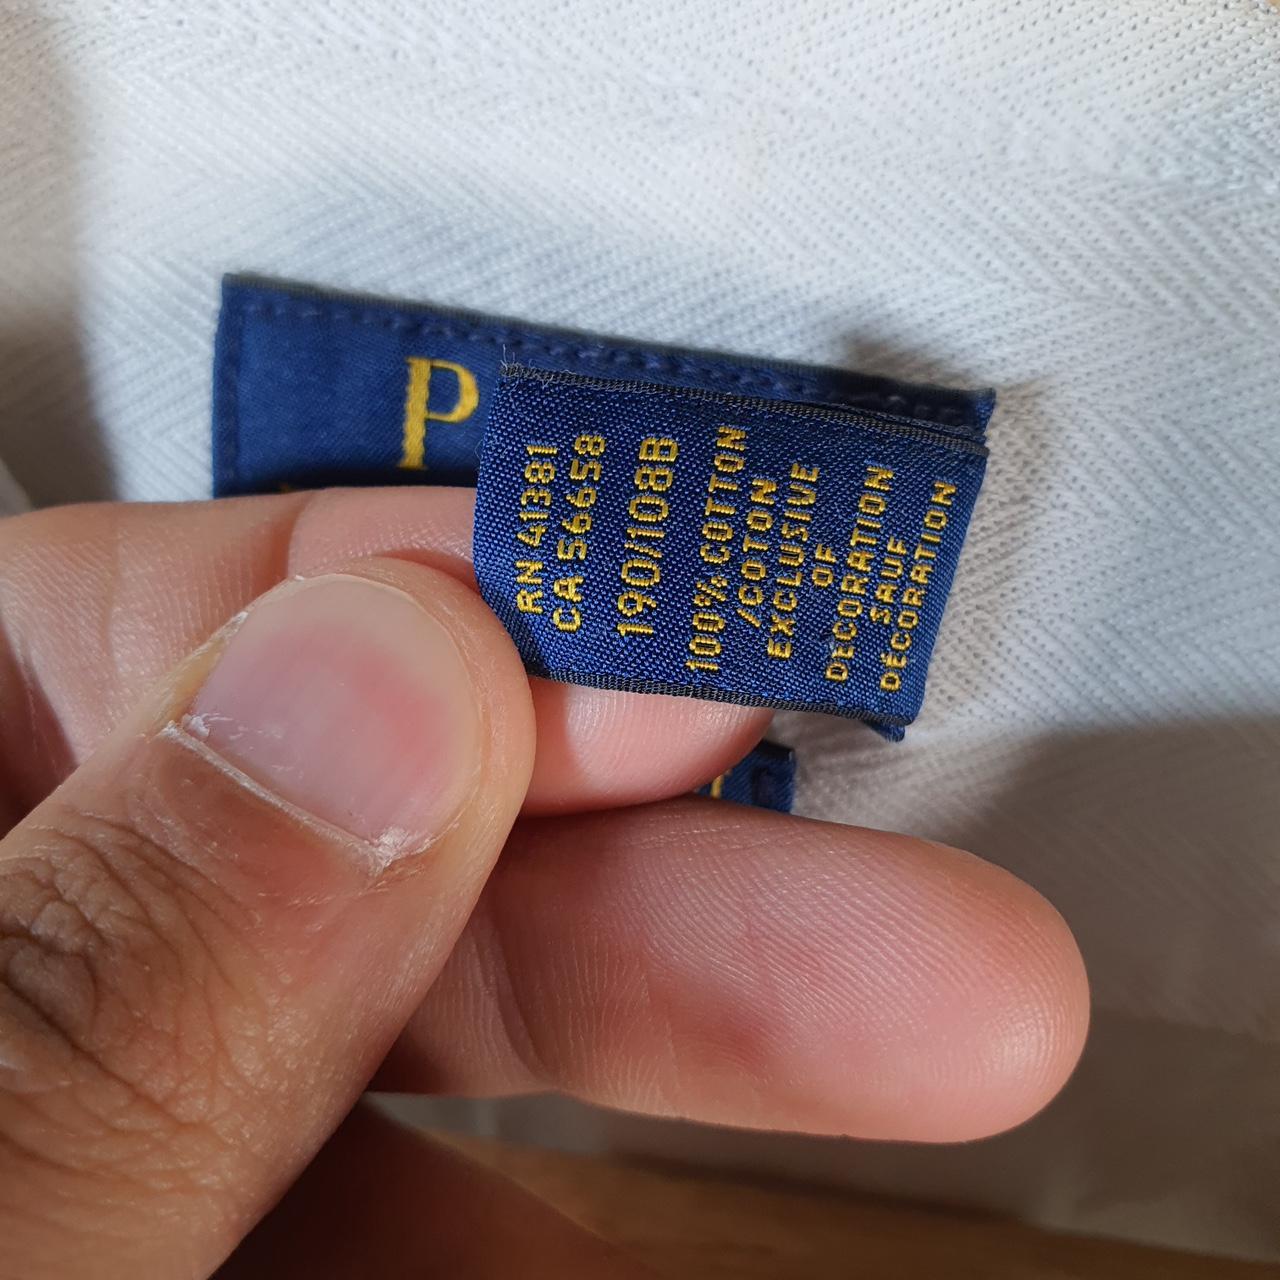 P
RN 41381
CA 56658
190/108B
100% COTTON
/COTON
EXCLUSIVE
OF
DECORATION
SAUF
DÉCORATION